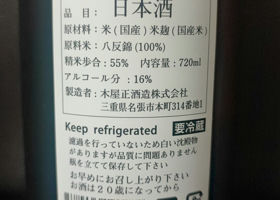 品目：日本酒
原材料：米（国産）米麹（国産米）
原料米：八反錦(100%)
精米歩合：55%　内容量：720ml
アルコール分：16%
製造者：木屋正酒造株式会社
三重県名張市本町314番地1
Keep refrigerated 要冷蔵
濾過を行っていないため白い沈殿物
がありますが品質に問題ありません
瓶を立てて保存して下さい
お早めにお召し上がり下さい
お酒は20歳になってから